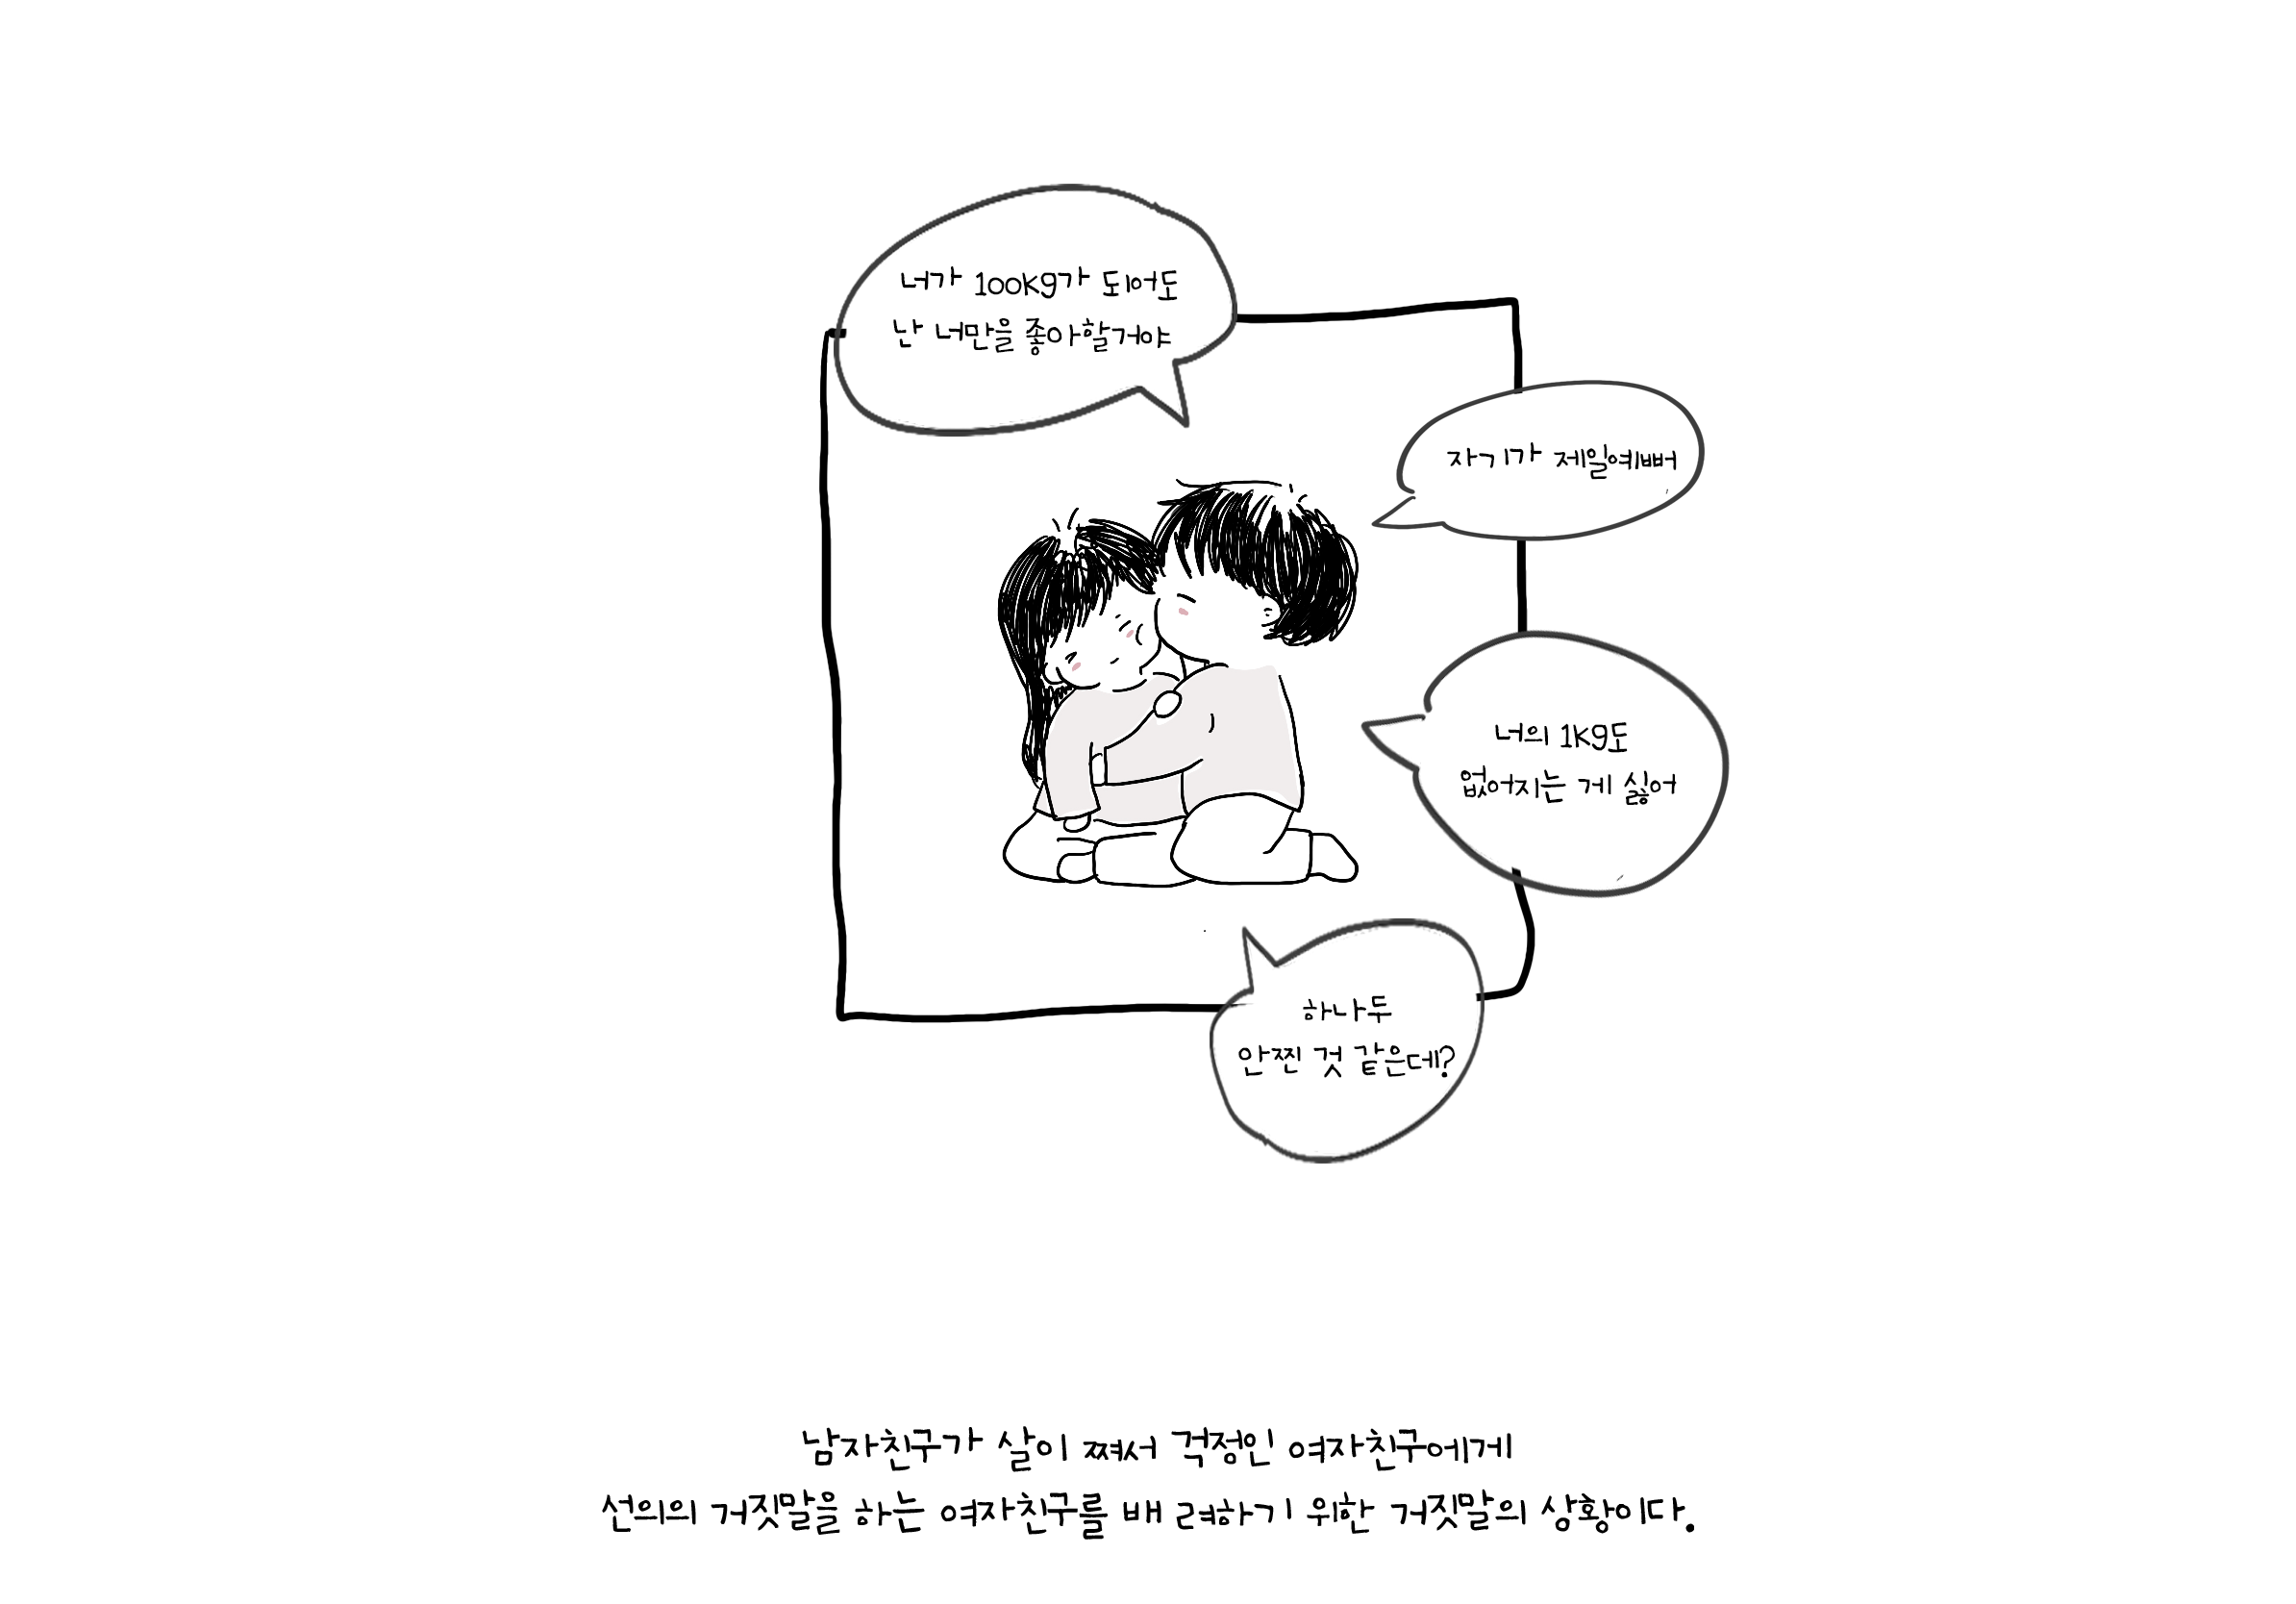 너가 100kg가 되어도
난 너만을 좋아할거야
자기가 제일예뻐
너의 1kg도
없어지는 게 싫어
하나두
안찐 것 같은데?
남자친구가 살이 쪄서 걱정인 여자친구에게
선의의 거짓말을 하는 여자친구를 배 려하기 위한 거짓말의 상황이다.